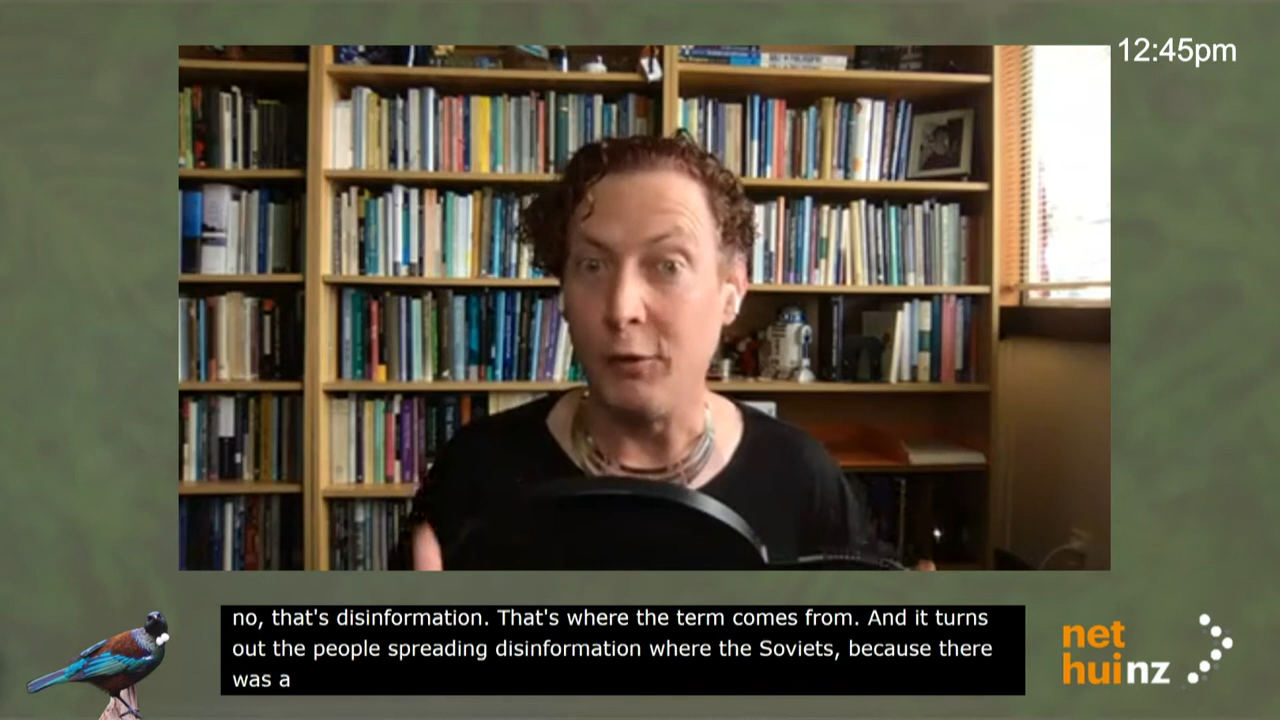 12:45pm
no, that's disinformation. That's where the term comes from. And it turns
out the people spreading disinformation where the Soviets, because there
was a
net
huinz